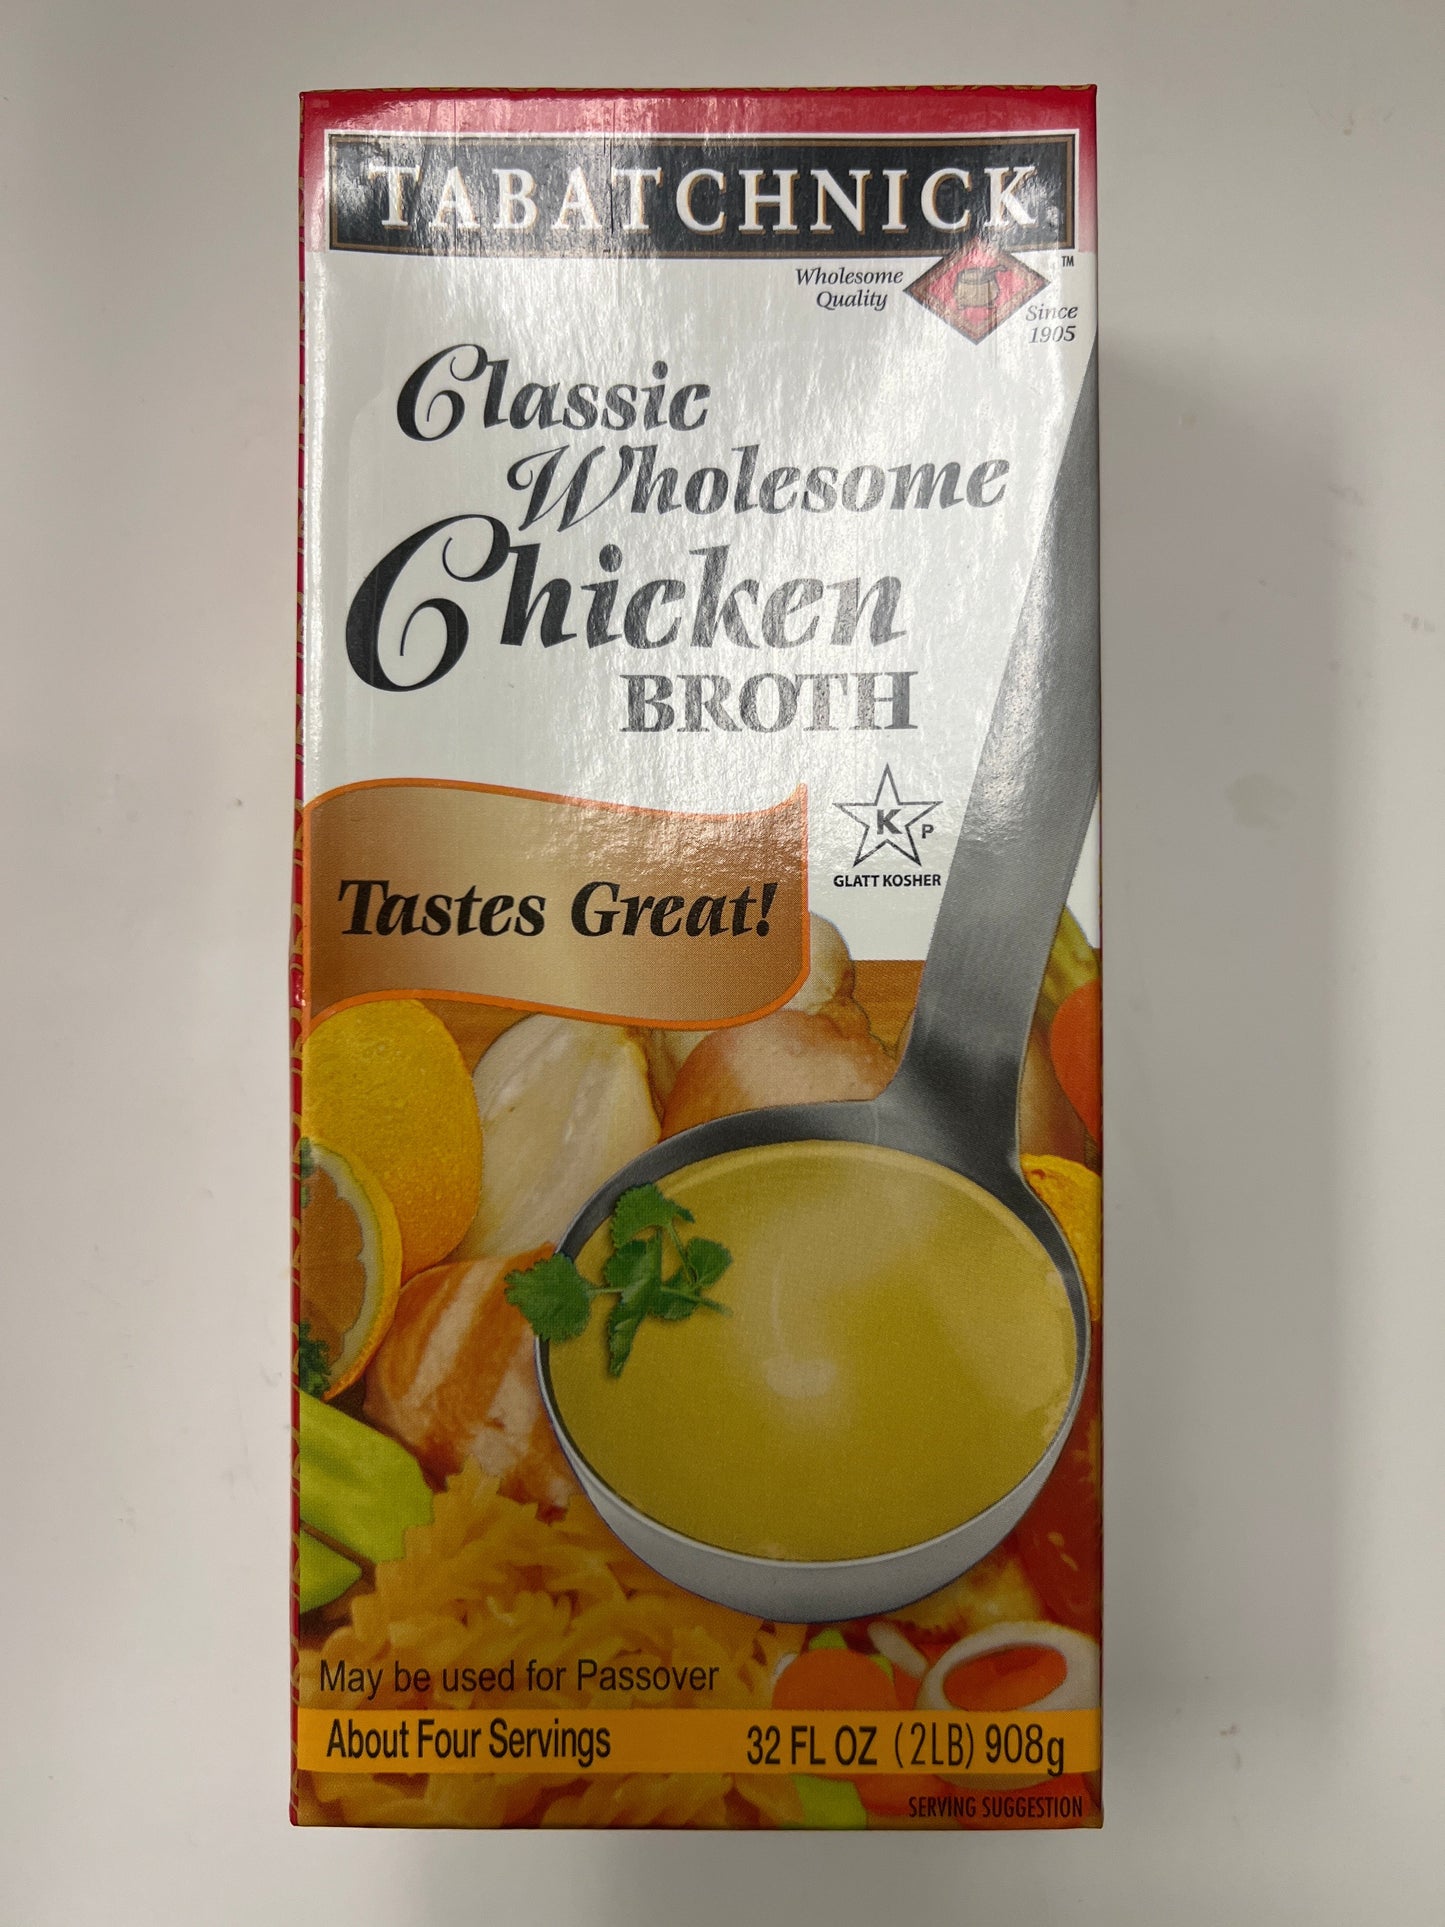 TABATCHNICK
Wholesome
Quality
TM
Since
1905
Classic
Wholesome
Chicken
BROTH
K P
GLATT KOSHER
Tastes Great!
May be used for Passover
About Four Servings 32 FL OZ (2LB) 908g
SERVING SUGGESTION